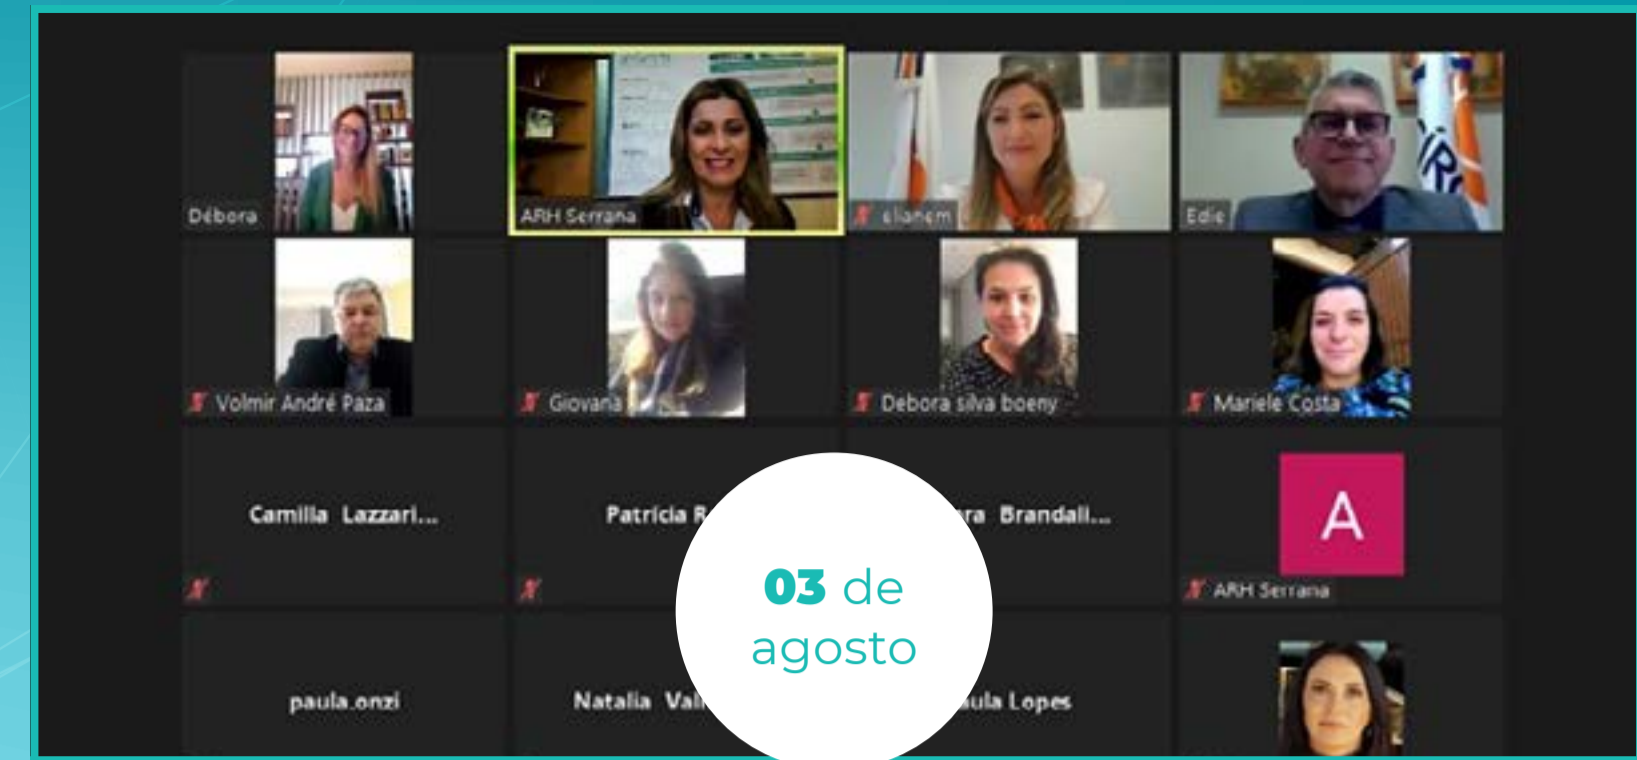 Débora
ARH Serrana
elianem
Edie
Volmir André Paza
Giovana
Debora silva boeny
Mariele Costa
Camilla Lazzari...
Patrícia R
ra Brandali...
A
ARH Serrana
03 de
agosto
paula.onzi
Natalia Val
ula Lopes